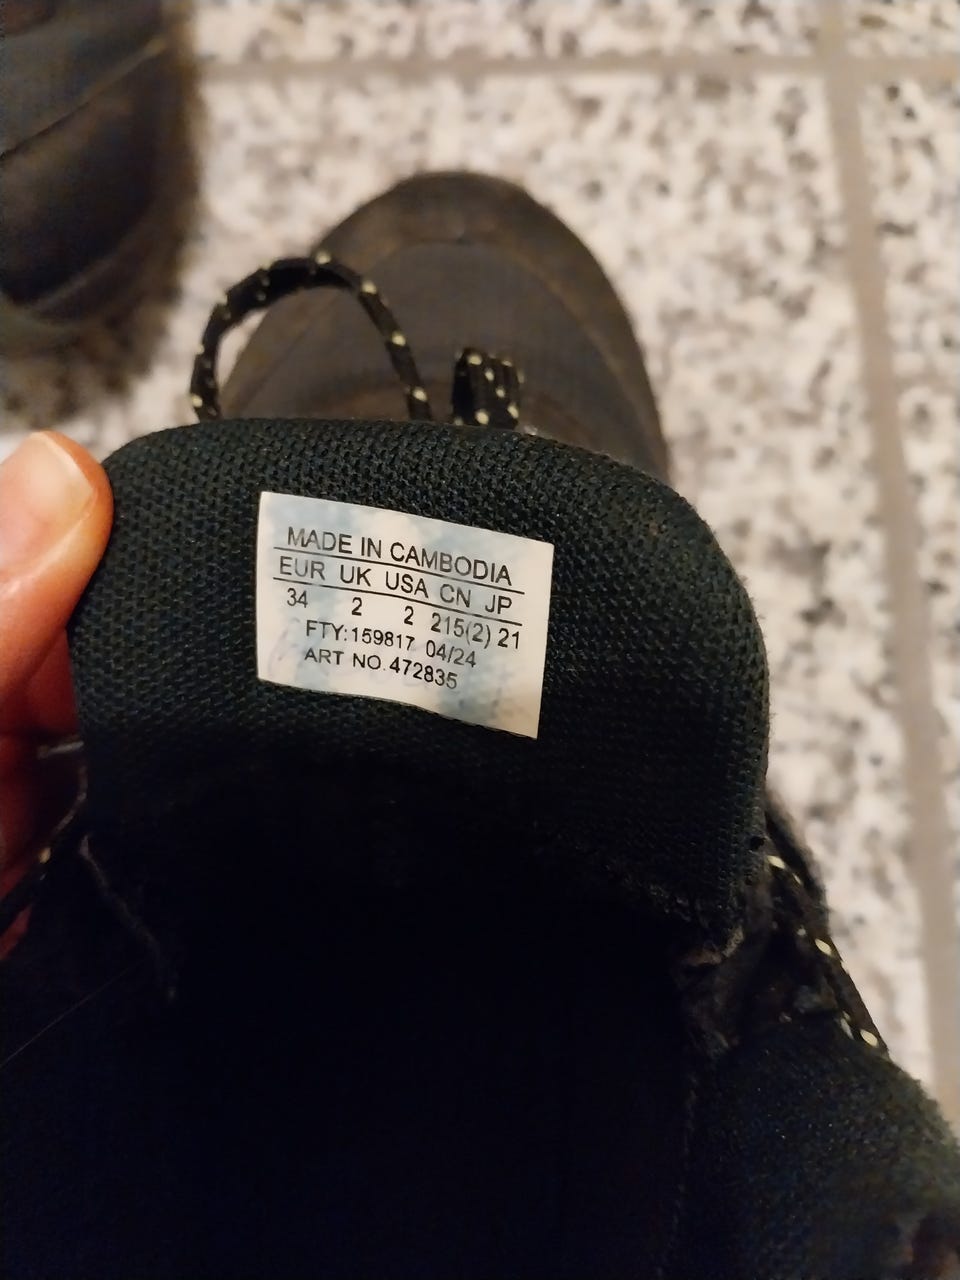 MADE IN CAMBODIA
EUR UK USA CN JP
34 2 2 215(2) 21
FTY:159817 04/24
ART NO.472835